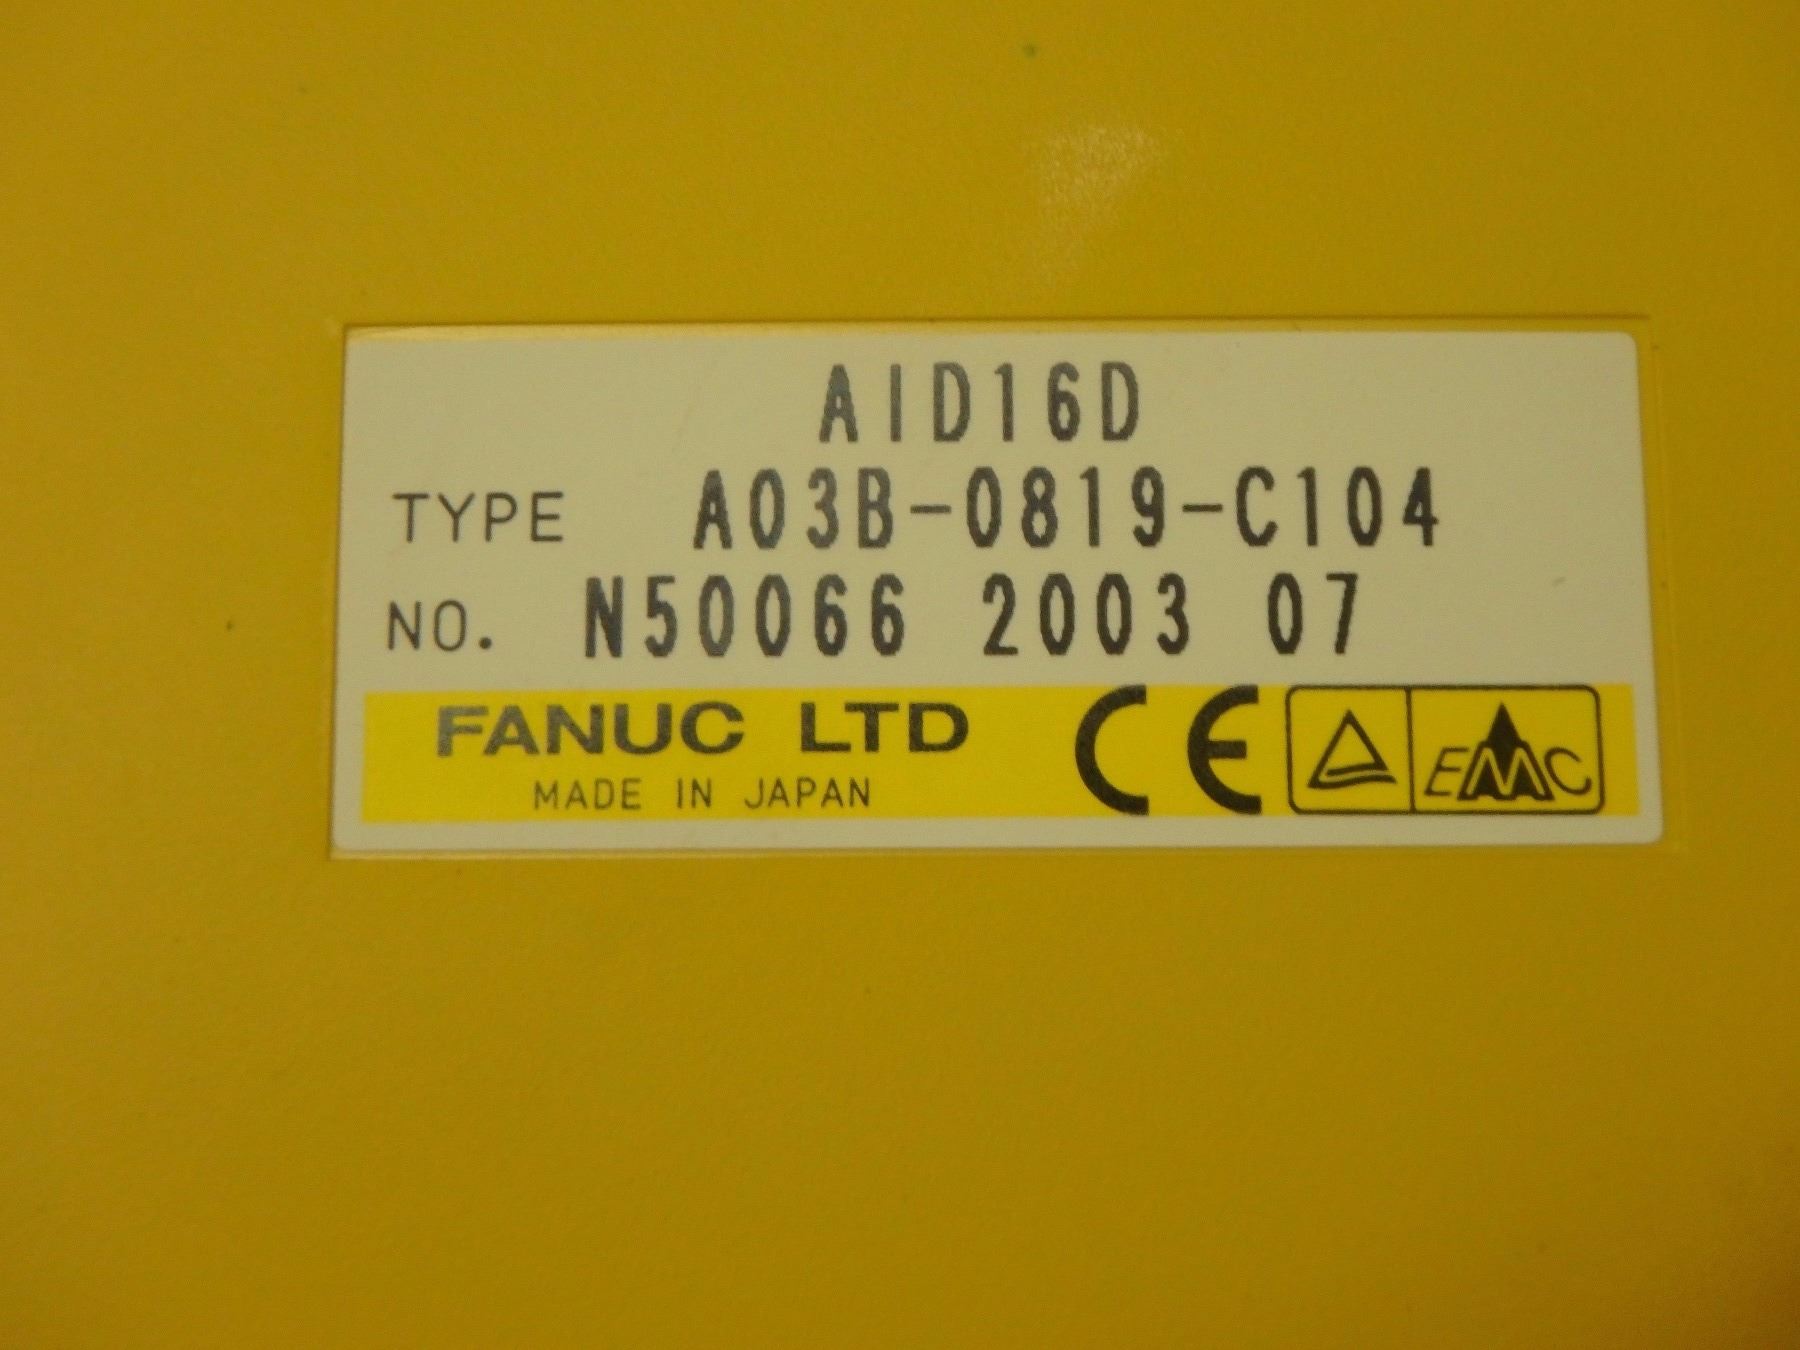 AID16D
TYPE A03B-0819-C104
NO. N50066 2003 07
FANUC LTD CE EMC
MADE IN JAPAN